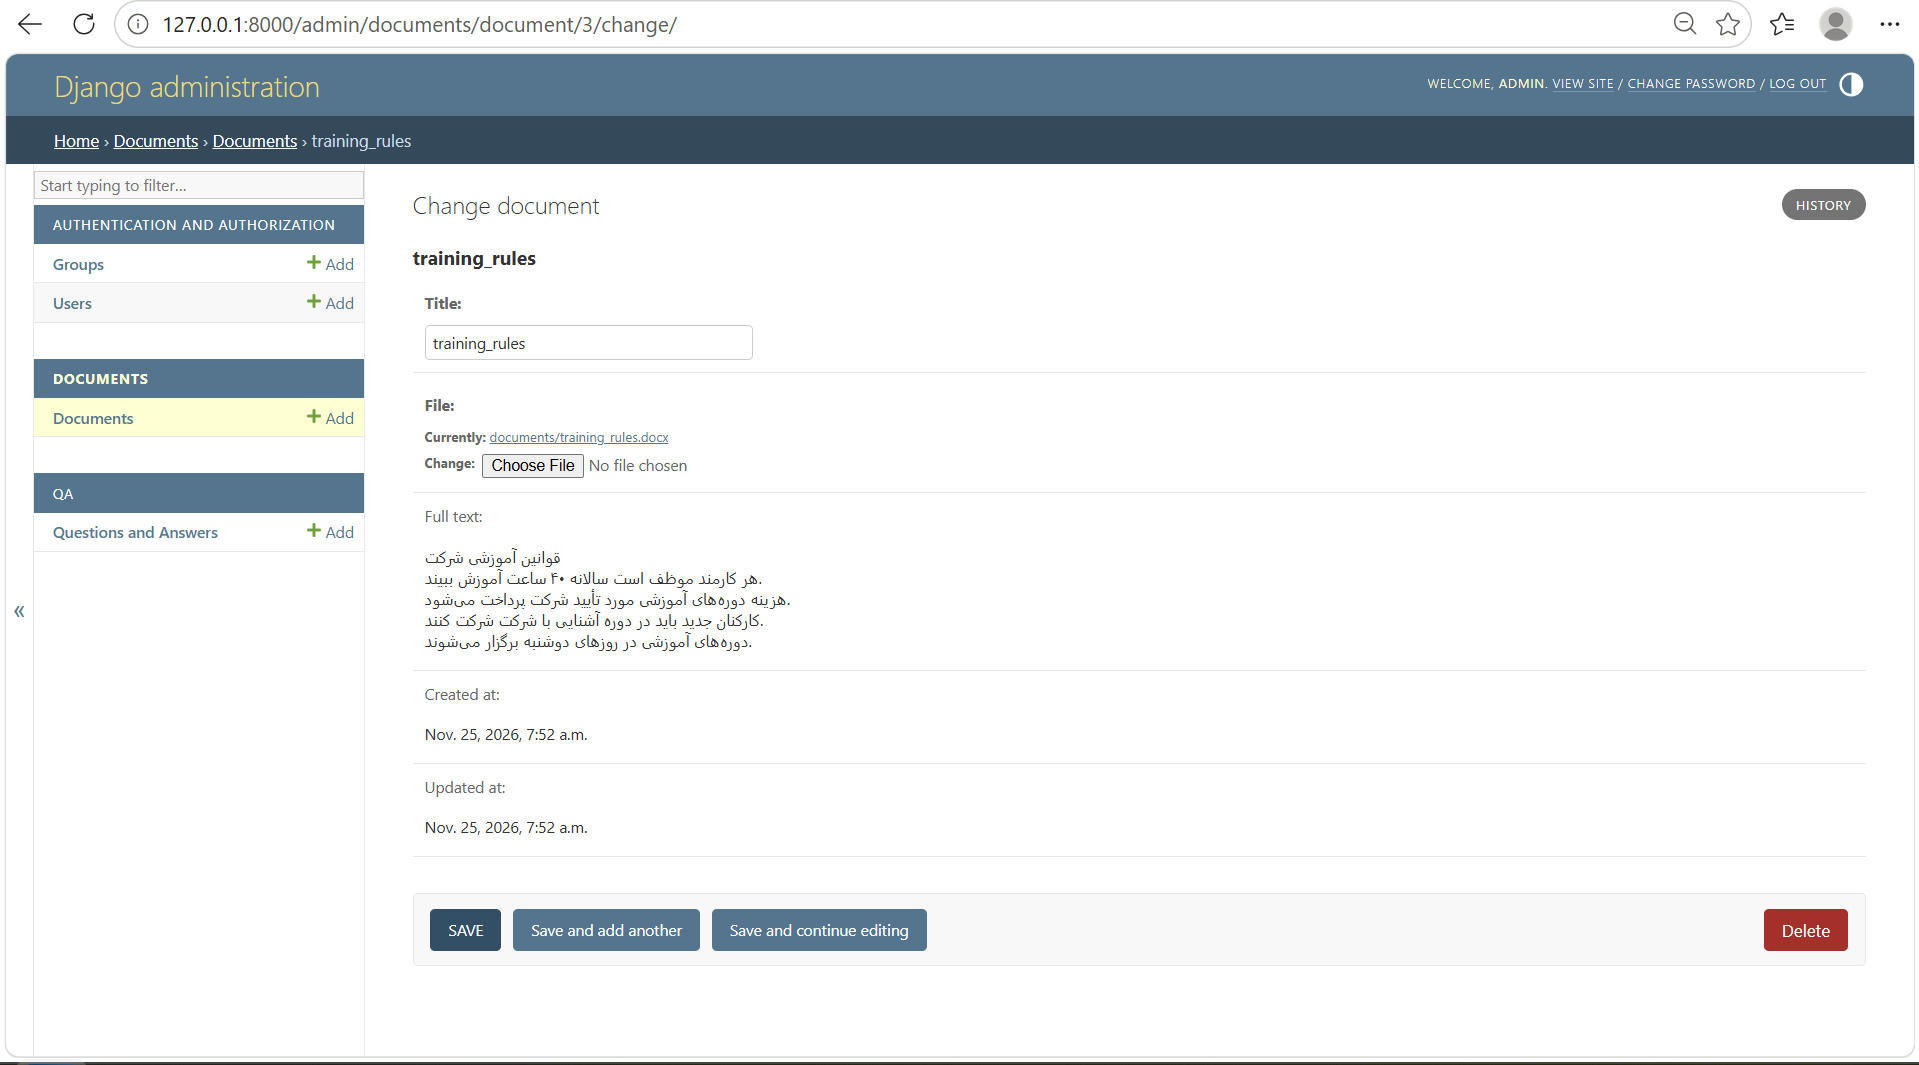 127.0.0.1:8000/admin/documents/document/3/change/
Django administration
WELCOME, ADMIN. VIEW SITE / CHANGE PASSWORD / LOG OUT
Home › Documents › Documents › training_rules
Start typing to filter...
AUTHENTICATION AND AUTHORIZATION
Groups + Add
Users + Add
DOCUMENTS
Documents + Add
QA
Questions and Answers + Add
«
Change document
HISTORY
training_rules
Title:
training_rules
File:
Currently: documents/training_rules.docx
Change: Choose File No file chosen
Full text:
قوانین آموزشی شرکت
هر کارمند موظف است سالانه ۴۰ ساعت آموزش ببیند.
هزینه دوره‌های آموزشی مورد تأیید شرکت پرداخت می‌شود.
کارکنان جدید باید در دوره آشنایی با شرکت شرکت کنند.
دوره‌های آموزشی در روزهای دوشنبه برگزار می‌شوند.
Created at:
Nov. 25, 2026, 7:52 a.m.
Updated at:
Nov. 25, 2026, 7:52 a.m.
SAVE
Save and add another
Save and continue editing
Delete